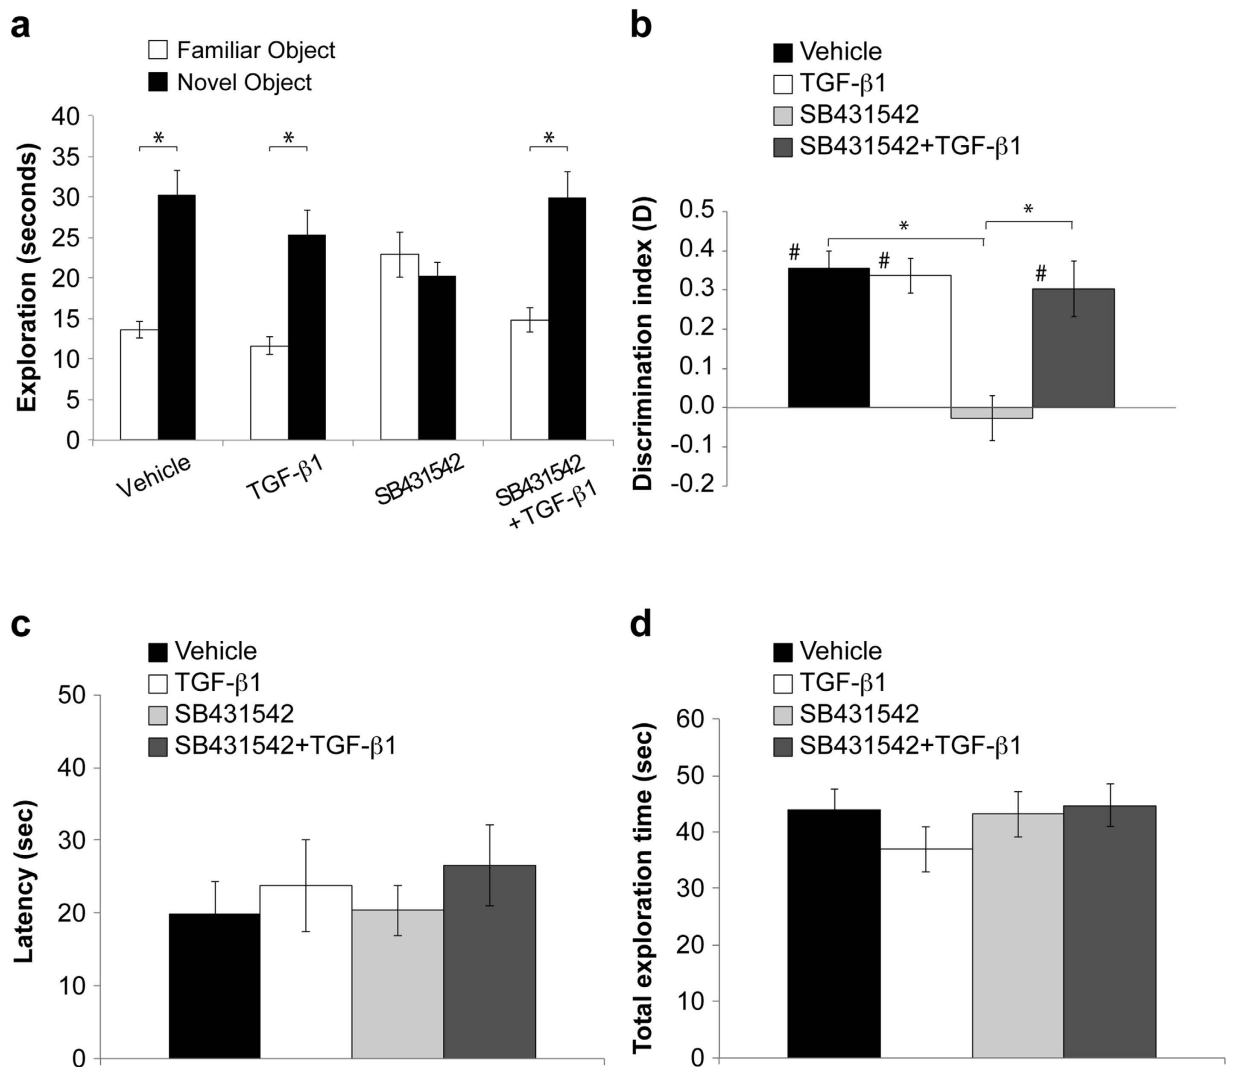 a
Familiar Object
Novel Object
Exploration (seconds)
40
35
30
25
20
15
10
5
0
*
*
*
Vehicle
TGF-β1
SB431542
SB431542
+TGF-β1
b
Vehicle
TGF-β1
SB431542
SB431542+TGF-β1
Discrimination index (D)
0.5
0.4
0.3
0.2
0.1
0.0
-0.1
-0.2
#
#
*
*
#
c
Vehicle
TGF-β1
SB431542
SB431542+TGF-β1
Latency (sec)
50
40
30
20
10
0
d
Vehicle
TGF-β1
SB431542
SB431542+TGF-β1
Total exploration time (sec)
60
50
40
30
20
10
0